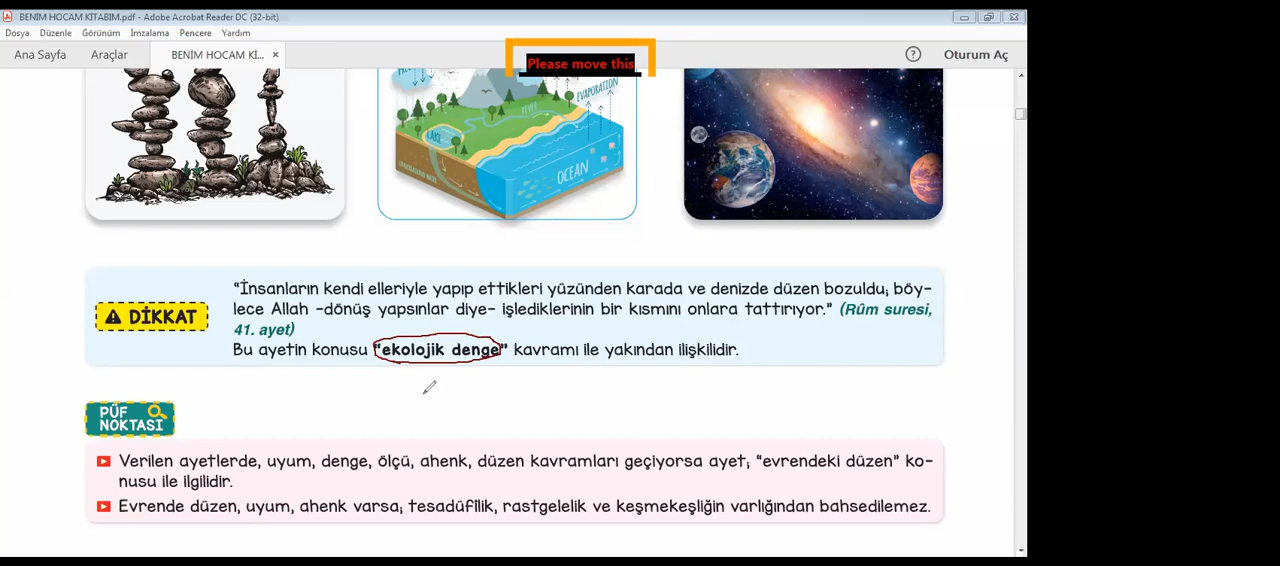 BENIM HOCAM KITABIM.pdf - Adobe Acrobat Reader DC (32-bit)
Dosya Düzenle Görünüm İmzalama Pencere Yardım
Ana Sayfa Araçlar BENİM HOCAM Kİ... × ? Oturum Aç
Please move this
EVAPORATION
LAKE
OCEAN
"İnsanların kendi elleriyle yapıp ettikleri yüzünden karada ve denizde düzen bozuldu; böy-
DİKKAT lece Allah -dönüş yapsınlar diye- işlediklerinin bir kısmını onlara tattırıyor." (Rûm suresi,
41. ayet)
Bu ayetin konusu "ekolojik denge" kavramı ile yakından ilişkilidir.
PÜF
NOKTASI
Verilen ayetlerde, uyum, denge, ölçü, ahenk, düzen kavramları geçiyorsa ayet; "evrendeki düzen" ko-
nusu ile ilgilidir.
Evrende düzen, uyum, ahenk varsa; tesadüfîlik, rastgelelik ve keşmekeşliğin varlığından bahsedilemez.